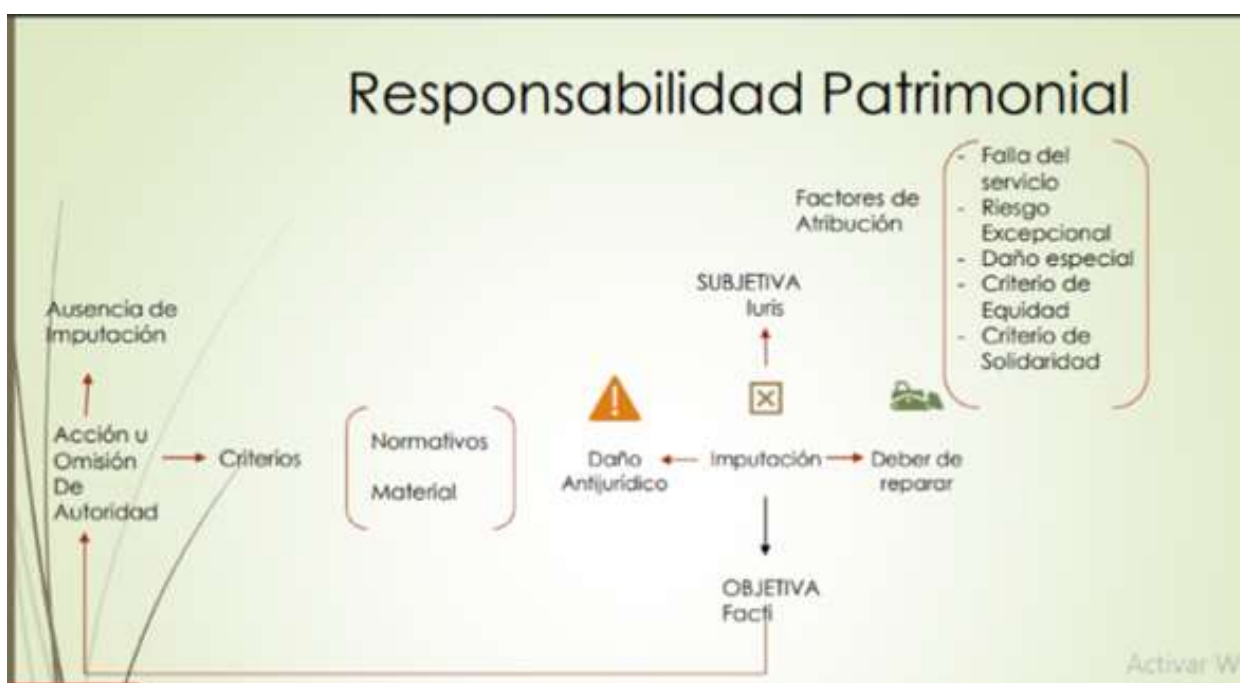 Responsabilidad Patrimonial
Factores de
Atribución
- Falla del
servicio
- Riesgo
Excepcional
- Daño especial
- Criterio de
Equidad
- Criterio de
Solidaridad
SUBJETIVA
Iuris
Ausencia de
Imputación
Acción u
Omisión
De
Autoridad
Criterios
Normativos
Material
Daño
Antijurídico
Imputación
Deber de
reparar
OBJETIVA
Facti
Activar W